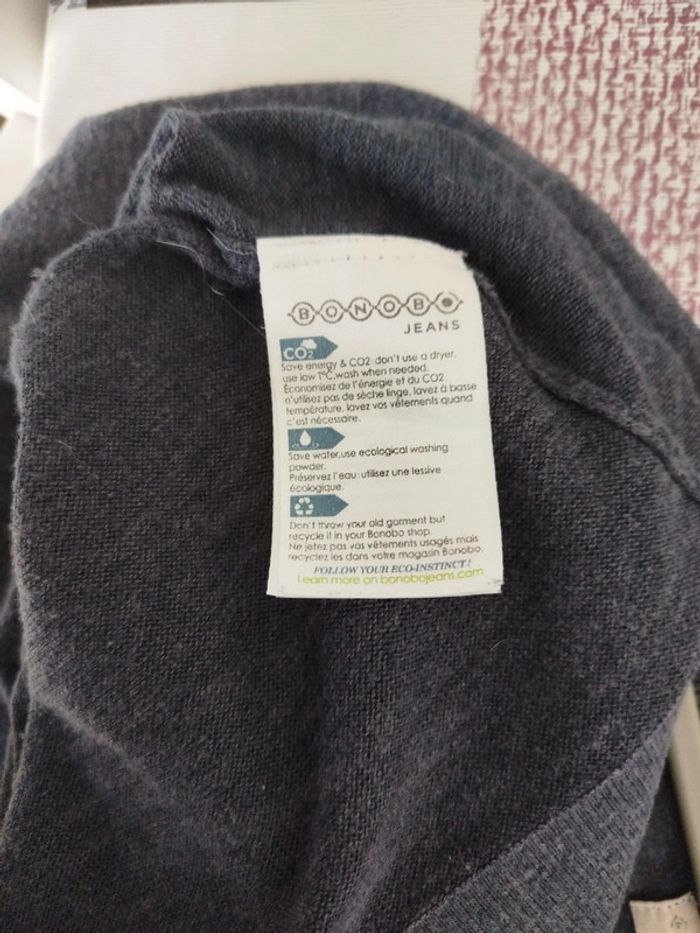 BONOBO
JEANS
CO2
Save energy & CO2: don't use a dryer,
use low T°C, wash when needed.
Économisez de l'énergie et du CO2
n'utilisez pas de sèche linge, lavez à basse
température, lavez vos vêtements quand
c'est nécessaire.
Save water, use ecological washing
powder.
Préservez l'eau: utilisez une lessive
écologique.
Don't throw your old garment but
recycle it in your Bonobo shop.
Ne jetez pas vos vêtements usagés mais
recyclez les dans votre magasin Bonobo.
FOLLOW YOUR ECO-INSTINCT!
Learn more on bonobojeans.com